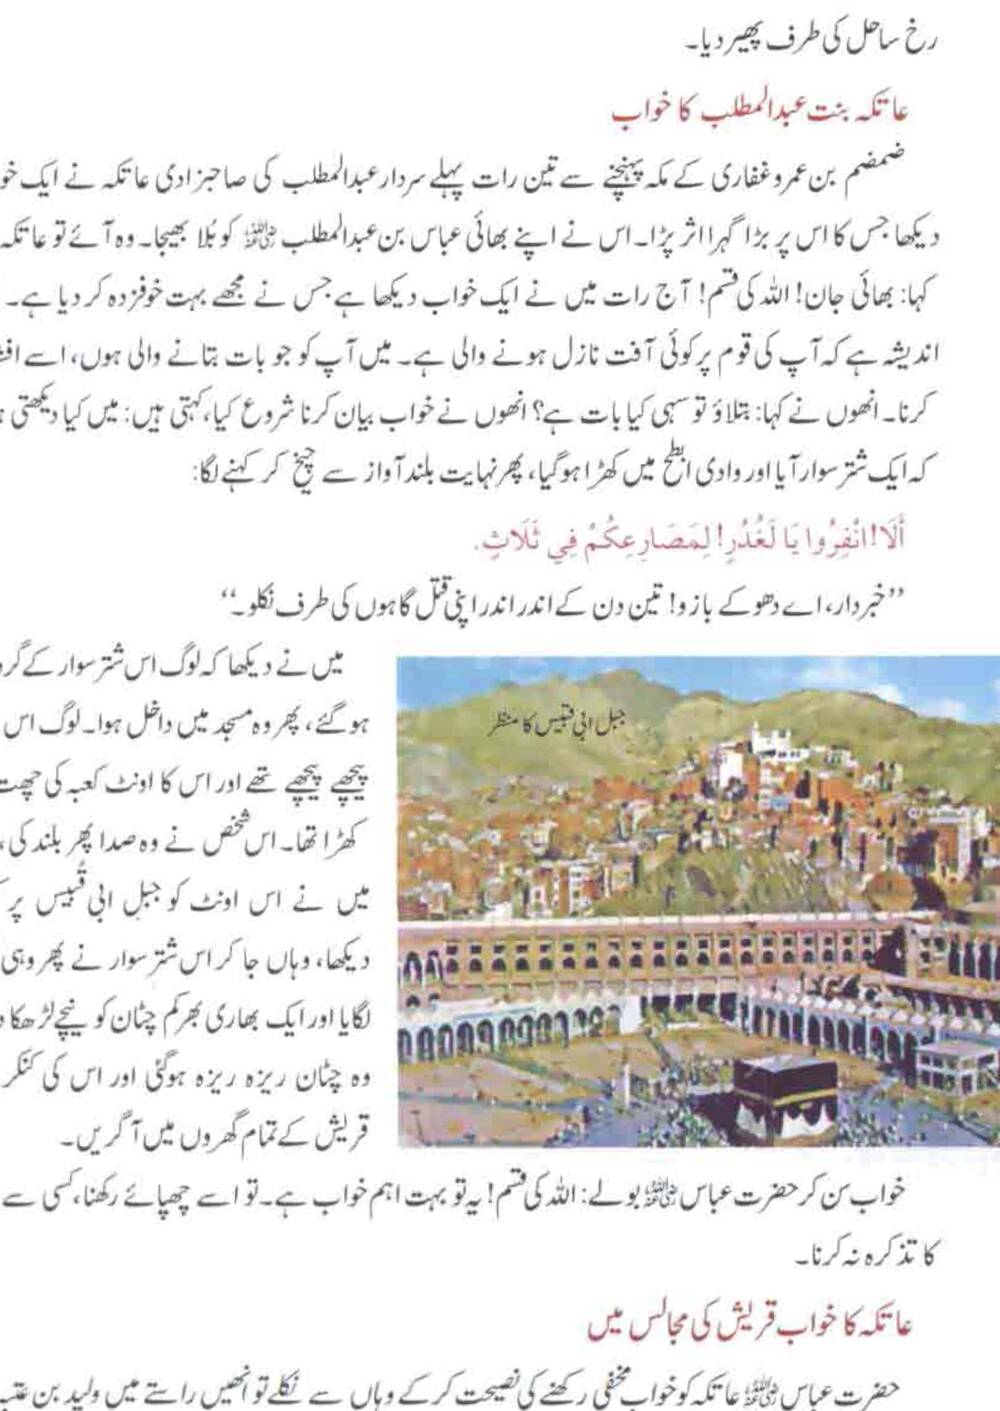 رخ ساحل کی طرف پھیر دیا۔
عاتکہ بنت عبدالمطلب کا خواب
ضمضم بن عمرو غفاری کے مکہ پہنچنے سے تین رات پہلے سردار عبدالمطلب کی صاحبزادی عاتکہ نے ایک خو
دیکھا جس کا اس پر بڑا گہرا اثر پڑا۔ اس نے اپنے بھائی عباس بن عبدالمطلب رضی اللہ عنہ کو بُلا بھیجا۔ وہ آئے تو عاتکہ
کہا: بھائی جان! اللہ کی قسم! آج رات میں نے ایک خواب دیکھا ہے جس نے مجھے بہت خوفزدہ کر دیا ہے۔
اندیشہ ہے کہ آپ کی قوم پر کوئی آفت نازل ہونے والی ہے۔ میں آپ کو جو بات بتانے والی ہوں، اسے افش
کرنا۔ انھوں نے کہا: بتلاؤ تو سہی کیا بات ہے؟ انھوں نے خواب بیان کرنا شروع کیا، کہتی ہیں: میں کیا دیکھتی ہ
کہ ایک شتر سوار آیا اور وادی ابطح میں کھڑا ہو گیا، پھر نہایت بلند آواز سے چیخ کر کہنے لگا:
أَلَا! انْفِرُوا يَا لَغُدُرِ! لِمَصَارِعِكُمْ فِي ثَلَاثٍ.
’’خبردار، اے دھوکے بازو! تین دن کے اندر اندر اپنی قتل گاہوں کی طرف نکلو۔‘‘
میں نے دیکھا کہ لوگ اس شتر سوار کے گرد
ہو گئے، پھر وہ مسجد میں داخل ہوا۔ لوگ اس
پیچھے پیچھے تھے اور اس کا اونٹ کعبہ کی چھت
کھڑا تھا۔ اس شخص نے وہ صدا پھر بلند کی،
میں نے اس اونٹ کو جبل ابی قُبیس پر
دیکھا، وہاں جا کر اس شتر سوار نے پھر وہی
لگایا اور ایک بھاری بھرکم چٹان کو نیچے لڑھکا د
وہ چٹان ریزہ ریزہ ہوگئی اور اس کی کنکر
قریش کے تمام گھروں میں آ گریں۔
جبل ابی قبیس کا منظر
خواب سن کر حضرت عباس رضی اللہ عنہ بولے: اللہ کی قسم! یہ تو بہت اہم خواب ہے۔ تو اسے چھپائے رکھنا، کسی سے
کا تذکرہ نہ کرنا۔
عاتکہ کا خواب قریش کی مجالس میں
حضرت عباس رضی اللہ عنہ عاتکہ کو خواب مخفی رکھنے کی نصیحت کر کے وہاں سے نکلے تو انھیں راستے میں ولید بن عتبہ